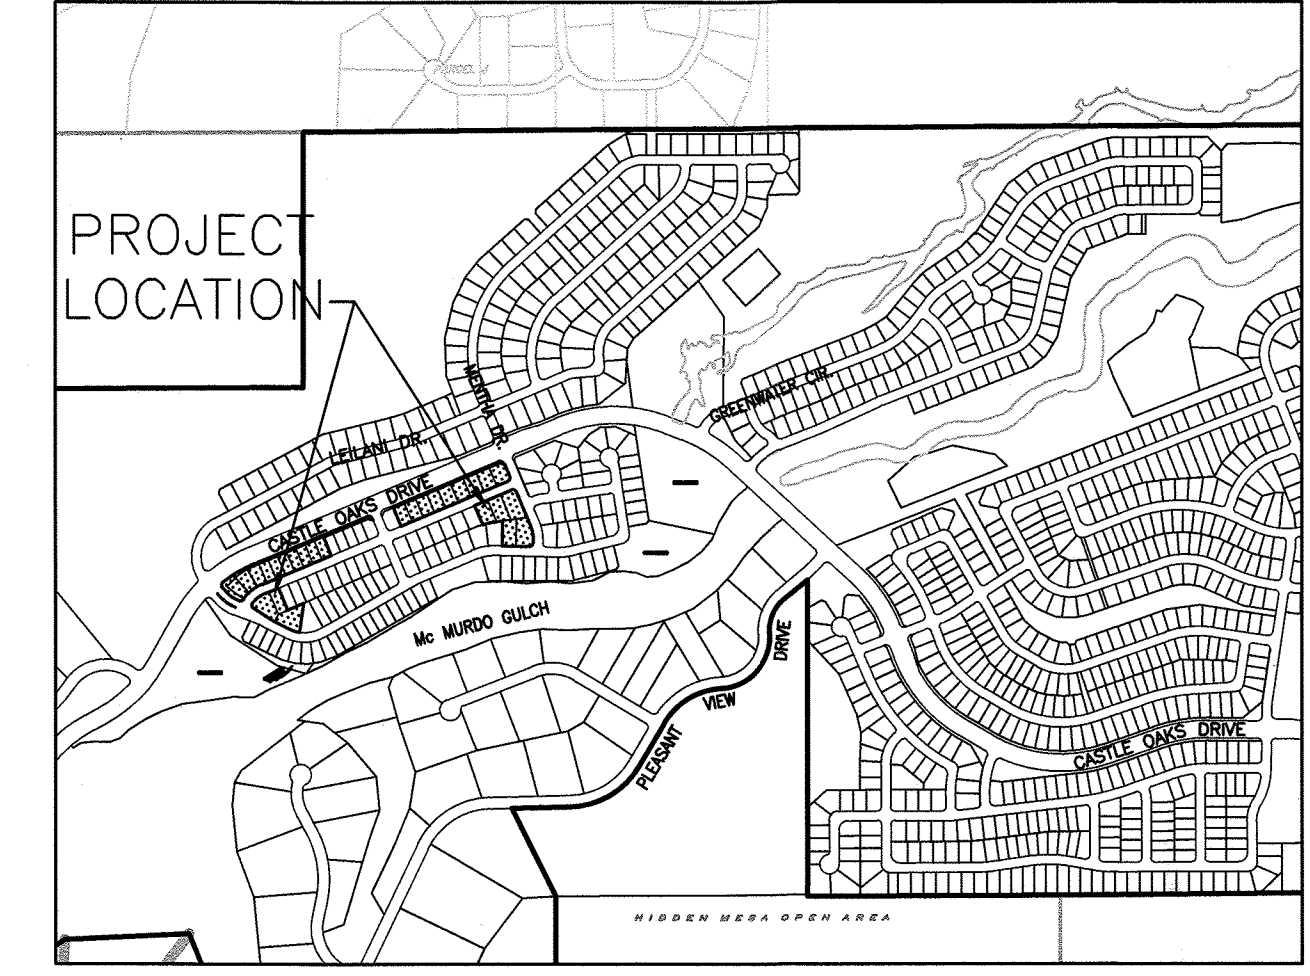 PARCEL J
PROJECT
LOCATION
MENTHA DR.
GREENWATER CIR.
LEILANI DR.
CASTLE OAKS DRIVE
Mc MURDO GULCH
PLEASANT VIEW DRIVE
CASTLE OAKS DRIVE
HIDDEN MESA OPEN AREA